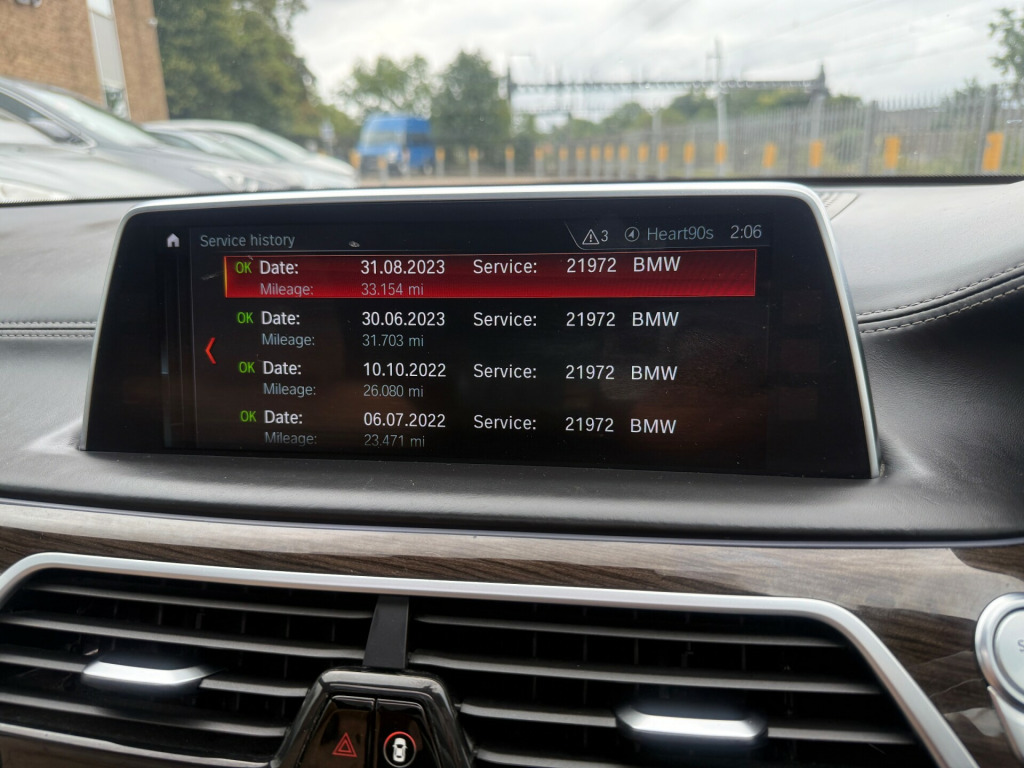 Service history 3 Heart90s 2:06
OK Date: 31.08.2023 Service: 21972 BMW
Mileage: 33.154 mi
OK Date: 30.06.2023 Service: 21972 BMW
Mileage: 31.703 mi
OK Date: 10.10.2022 Service: 21972 BMW
Mileage: 26.080 mi
OK Date: 06.07.2022 Service: 21972 BMW
Mileage: 23.471 mi